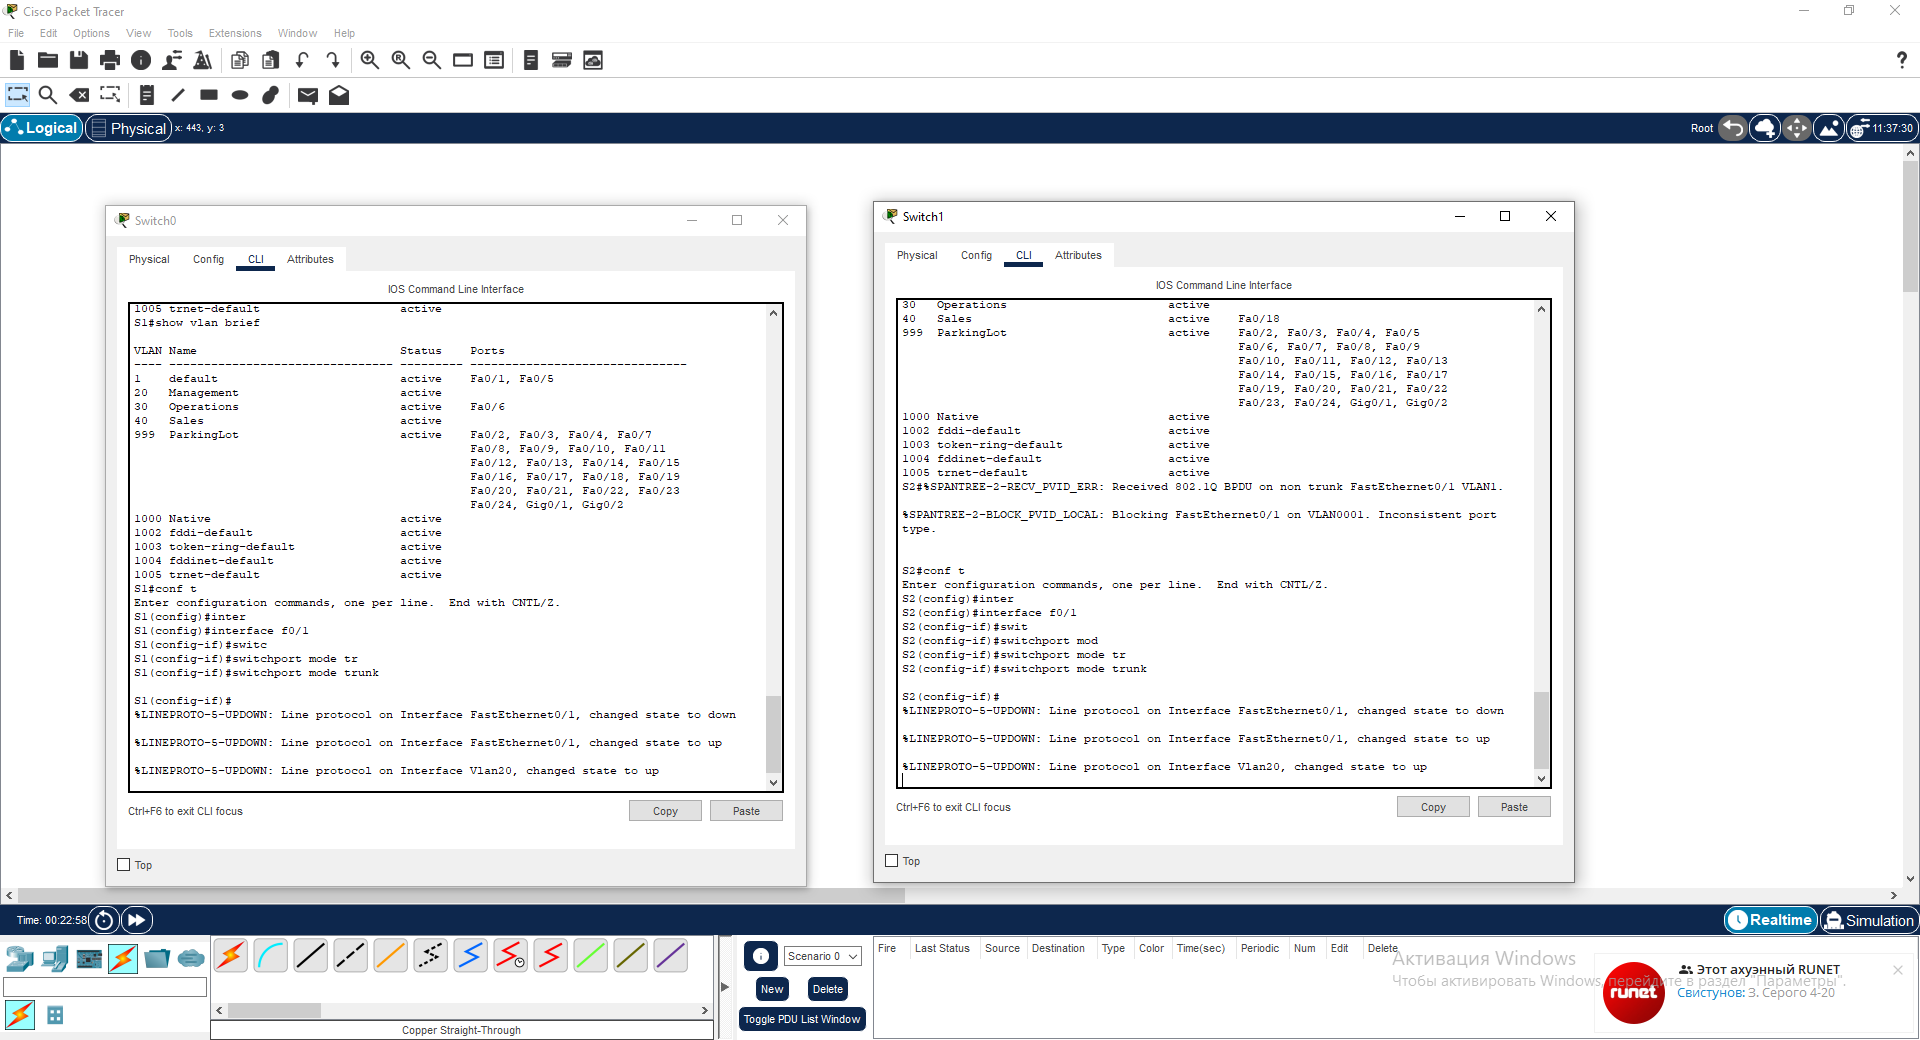 Cisco Packet Tracer
File Edit Options View Tools Extensions Window Help
Logical Physical x: 443, y: 3 Root 11:37:30
Switch0
Physical Config CLI Attributes
IOS Command Line Interface
1005 trnet-default active
S1#show vlan brief
VLAN Name Status Ports
---- -------------------------------- --------- -------------------------------
1 default active Fa0/1, Fa0/5
20 Management active
30 Operations active Fa0/6
40 Sales active
999 ParkingLot active Fa0/2, Fa0/3, Fa0/4, Fa0/7
Fa0/8, Fa0/9, Fa0/10, Fa0/11
Fa0/12, Fa0/13, Fa0/14, Fa0/15
Fa0/16, Fa0/17, Fa0/18, Fa0/19
Fa0/20, Fa0/21, Fa0/22, Fa0/23
Fa0/24, Gig0/1, Gig0/2
1000 Native active
1002 fddi-default active
1003 token-ring-default active
1004 fddinet-default active
1005 trnet-default active
S1#conf t
Enter configuration commands, one per line. End with CNTL/Z.
S1(config)#inter
S1(config)#interface f0/1
S1(config-if)#switc
S1(config-if)#switchport mode tr
S1(config-if)#switchport mode trunk
S1(config-if)#
%LINEPROTO-5-UPDOWN: Line protocol on Interface FastEthernet0/1, changed state to down
%LINEPROTO-5-UPDOWN: Line protocol on Interface FastEthernet0/1, changed state to up
%LINEPROTO-5-UPDOWN: Line protocol on Interface Vlan20, changed state to up
Ctrl+F6 to exit CLI focus Copy Paste
Top
Switch1
Physical Config CLI Attributes
IOS Command Line Interface
30 Operations active
40 Sales active Fa0/18
999 ParkingLot active Fa0/2, Fa0/3, Fa0/4, Fa0/5
Fa0/6, Fa0/7, Fa0/8, Fa0/9
Fa0/10, Fa0/11, Fa0/12, Fa0/13
Fa0/14, Fa0/15, Fa0/16, Fa0/17
Fa0/19, Fa0/20, Fa0/21, Fa0/22
Fa0/23, Fa0/24, Gig0/1, Gig0/2
1000 Native active
1002 fddi-default active
1003 token-ring-default active
1004 fddinet-default active
1005 trnet-default active
S2#%SPANTREE-2-RECV_PVID_ERR: Received 802.1Q BPDU on non trunk FastEthernet0/1 VLAN1.
%SPANTREE-2-BLOCK_PVID_LOCAL: Blocking FastEthernet0/1 on VLAN0001. Inconsistent port
type.
S2#conf t
Enter configuration commands, one per line. End with CNTL/Z.
S2(config)#inter
S2(config)#interface f0/1
S2(config-if)#swit
S2(config-if)#switchport mod
S2(config-if)#switchport mode tr
S2(config-if)#switchport mode trunk
S2(config-if)#
%LINEPROTO-5-UPDOWN: Line protocol on Interface FastEthernet0/1, changed state to down
%LINEPROTO-5-UPDOWN: Line protocol on Interface FastEthernet0/1, changed state to up
%LINEPROTO-5-UPDOWN: Line protocol on Interface Vlan20, changed state to up
Ctrl+F6 to exit CLI focus Copy Paste
Top
Time: 00:22:58 Realtime Simulation
Copper Straight-Through
Scenario 0
New Delete
Toggle PDU List Window
Fire Last Status Source Destination Type Color Time(sec) Periodic Num Edit Delete
Активация Windows
Чтобы активировать Windows, перейдите в раздел "Параметры".
runet
Этот ахуэнный RUNET
Свистунов: З. Серого 4-20